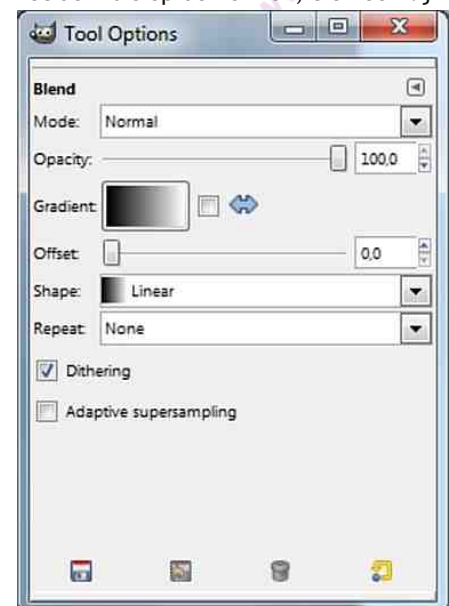 Tool Options
Blend
Mode: Normal
Opacity: 100,0
Gradient:
Offset: 0,0
Shape: Linear
Repeat: None
Dithering
Adaptive supersampling